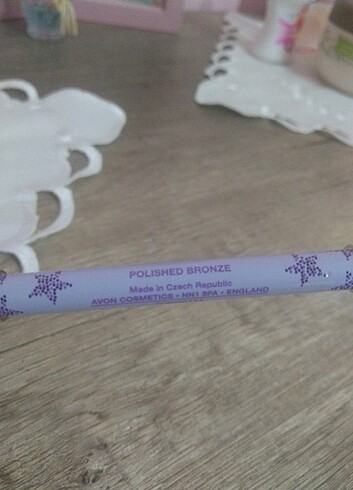 POLISHED BRONZE
Made in Czech Republic
AVON COSMETICS • NN1 5PA • ENGLAND